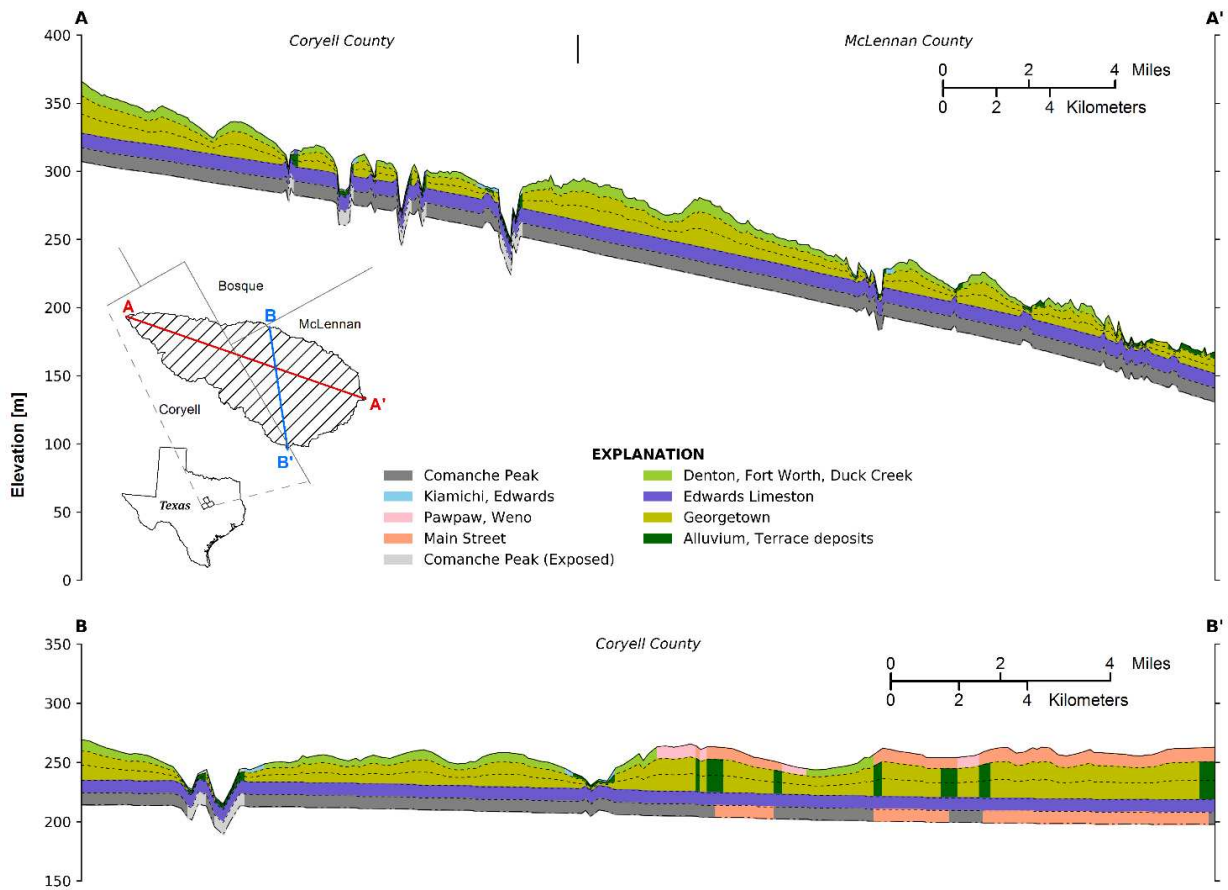 A A'
Coryell County McLennan County
0 2 4 Miles
0 2 4 Kilometers
400
350
300
250
200
150
100
50
0
Elevation [m]
Bosque
A B McLennan
A'
Coryell
B'
Texas
EXPLANATION
Comanche Peak Denton, Fort Worth, Duck Creek
Kiamichi, Edwards Edwards Limeston
Pawpaw, Weno Georgetown
Main Street Alluvium, Terrace deposits
Comanche Peak (Exposed)
B B'
Coryell County
0 2 4 Miles
0 2 4 Kilometers
350
300
250
200
150